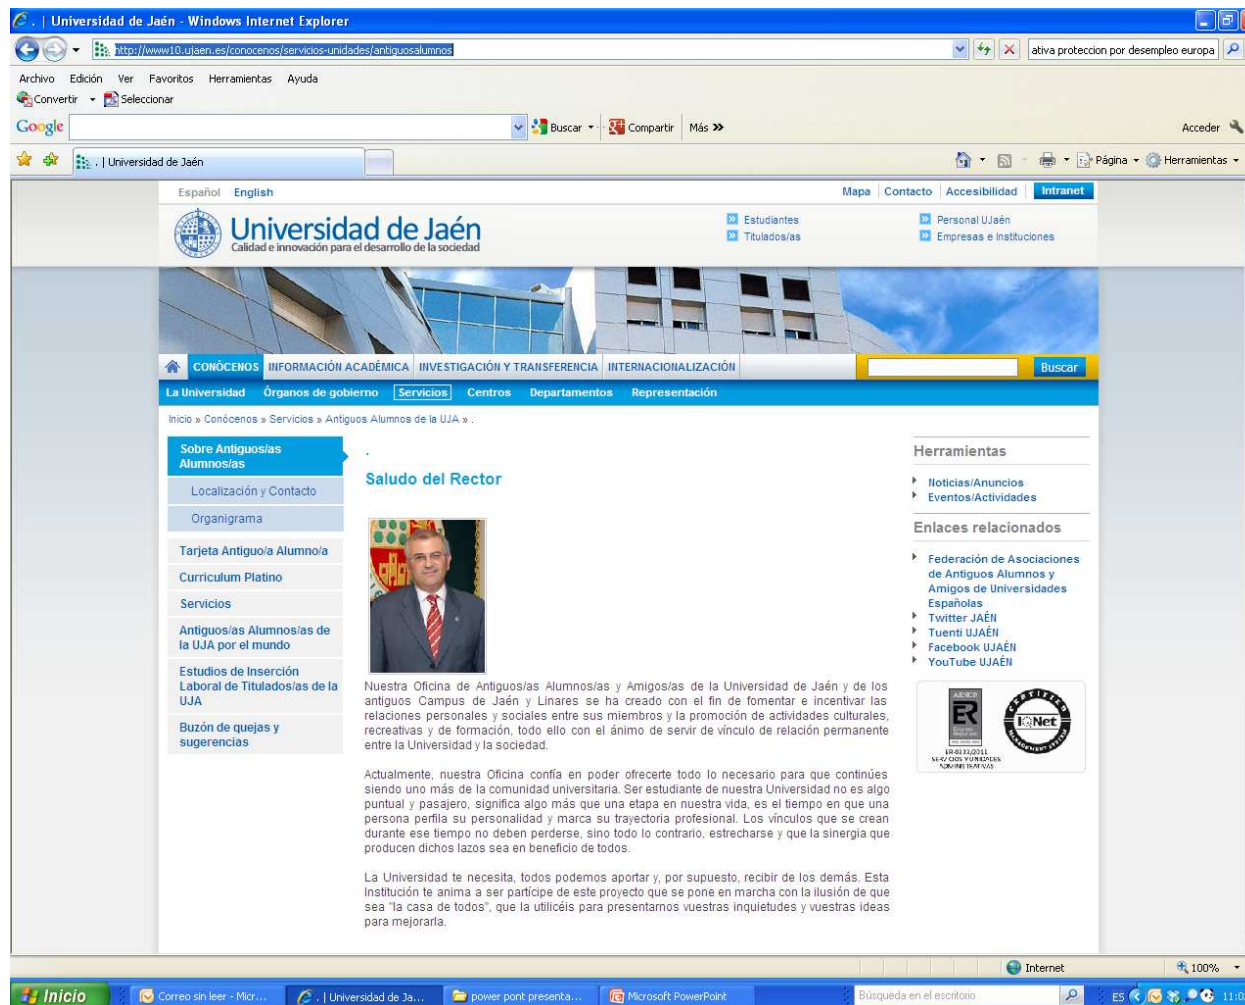 . | Universidad de Jaén - Windows Internet Explorer
http://www10.ujaen.es/conocenos/servicios-unidades/antiguosalumnos
ativa proteccion por desempleo europa
Archivo Edición Ver Favoritos Herramientas Ayuda
Convertir Seleccionar
Google Buscar Compartir Más » Acceder
. | Universidad de Jaén Página Herramientas
Español English Mapa Contacto Accesibilidad Intranet
Universidad de Jaén
Calidad e innovación para el desarrollo de la sociedad
Estudiantes Personal UJaén
Titulados/as Empresas e Instituciones
CONÓCENOS INFORMACIÓN ACADÉMICA INVESTIGACIÓN Y TRANSFERENCIA INTERNACIONALIZACIÓN Buscar
La Universidad Órganos de gobierno Servicios Centros Departamentos Representación
Inicio » Conócenos » Servicios » Antiguos Alumnos de la UJA » .
Sobre Antiguos/as
Alumnos/as
Localización y Contacto
Organigrama
Tarjeta Antiguo/a Alumno/a
Curriculum Platino
Servicios
Antiguos/as Alumnos/as de
la UJA por el mundo
Estudios de Inserción
Laboral de Titulados/as de la
UJA
Buzón de quejas y
sugerencias
.
Saludo del Rector
Nuestra Oficina de Antiguos/as Alumnos/as y Amigos/as de la Universidad de Jaén y de los
antiguos Campus de Jaén y Linares se ha creado con el fin de fomentar e incentivar las
relaciones personales y sociales entre sus miembros y la promoción de actividades culturales,
recreativas y de formación, todo ello con el ánimo de servir de vínculo de relación permanente
entre la Universidad y la sociedad.
Actualmente, nuestra Oficina confía en poder ofrecerte todo lo necesario para que continúes
siendo uno más de la comunidad universitaria. Ser estudiante de nuestra Universidad no es algo
puntual y pasajero, significa algo más que una etapa en nuestra vida, es el tiempo en que una
persona perfila su personalidad y marca su trayectoria profesional. Los vínculos que se crean
durante ese tiempo no deben perderse, sino todo lo contrario, estrecharse y que la sinergia que
producen dichos lazos sea en beneficio de todos.
La Universidad te necesita, todos podemos aportar y, por supuesto, recibir de los demás. Esta
Institución te anima a ser partícipe de este proyecto que se pone en marcha con la ilusión de que
sea "la casa de todos", que la utilicéis para presentarnos vuestras inquietudes y vuestras ideas
para mejorarla.
Herramientas
Noticias/Anuncios
Eventos/Actividades
Enlaces relacionados
Federación de Asociaciones
de Antiguos Alumnos y
Amigos de Universidades
Españolas
Twitter JAÉN
Tuenti UJAÉN
Facebook UJAÉN
YouTube UJAÉN
AENOR
ER
CERTIFIED
IQNet
MANAGEMENT SYSTEM
ER-0333/2011
SERVICIOS Y UNIDADES
ADMINISTRATIVAS
Internet 100%
Inicio Correo sin leer - Micr... . | Universidad de Ja... power pont presenta... Microsoft PowerPoint Búsqueda en el escritorio ES